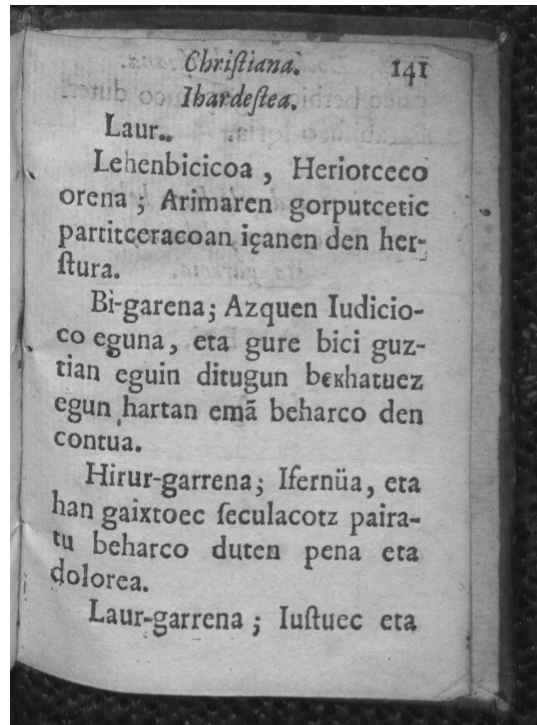 Chriſtiana. 141
Ihardeſtea.
Laur..
Lehenbicicoa , Heriotceco
orena ; Arimaren gorputcetic
partitceracoan içanen den her-
ſtura.
Bi-garena; Azquen Iudicio-
co eguna, eta gure bici guz-
tian eguin ditugun bekhatuez
egun hartan emã beharco den
contua.
Hirur-garrena; Ifernüa, eta
han gaixtoec ſeculacotz paira-
tu beharco duten pena eta
dolorea.
Laur-garrena ; Iuſtuec eta